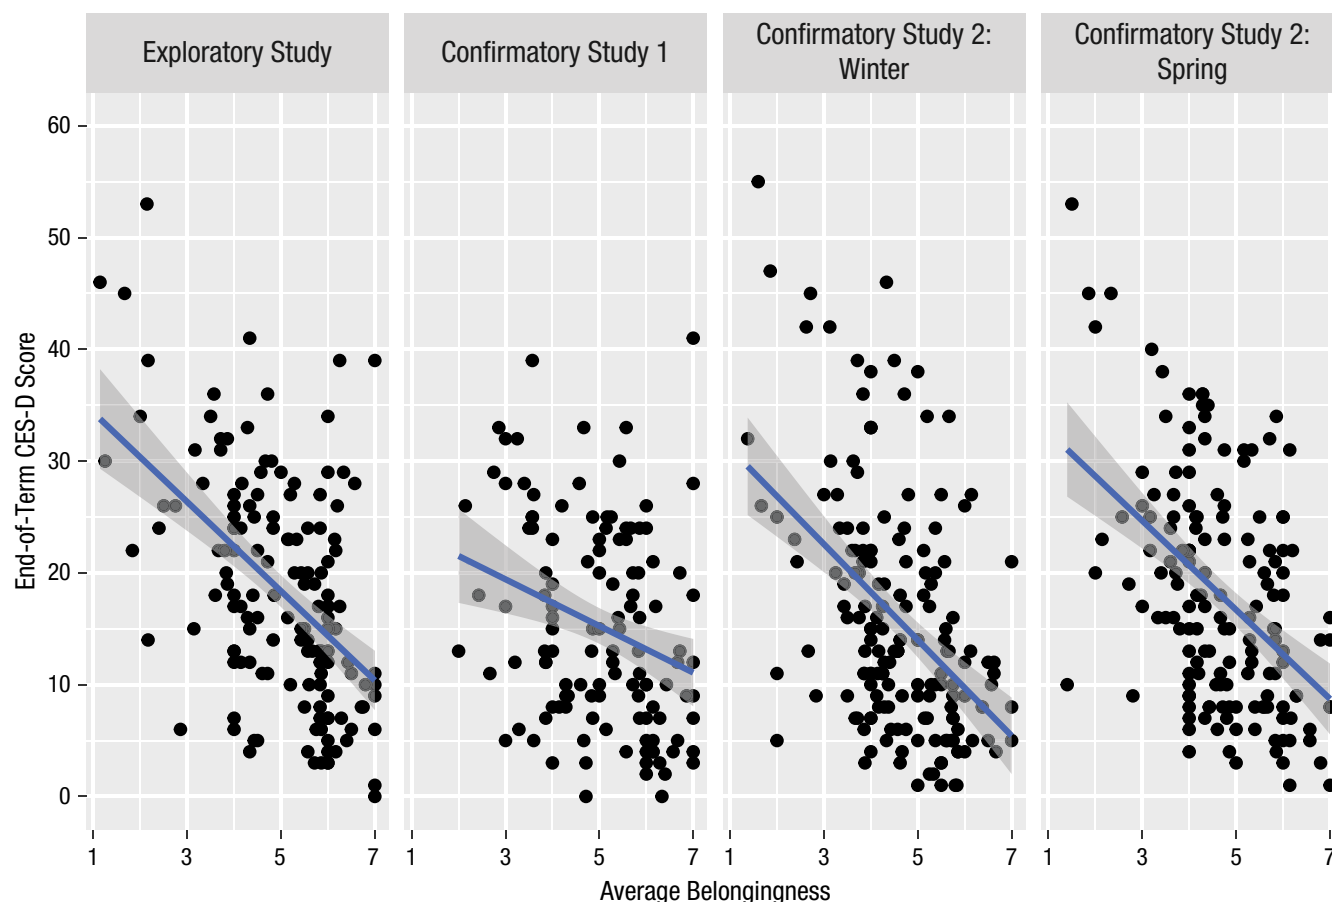 Exploratory Study
Confirmatory Study 1
Confirmatory Study 2:
Winter
Confirmatory Study 2:
Spring
End-of-Term CES-D Score
60
50
40
30
20
10
0
1 3 5 7
1 3 5 7
1 3 5 7
1 3 5 7
Average Belongingness